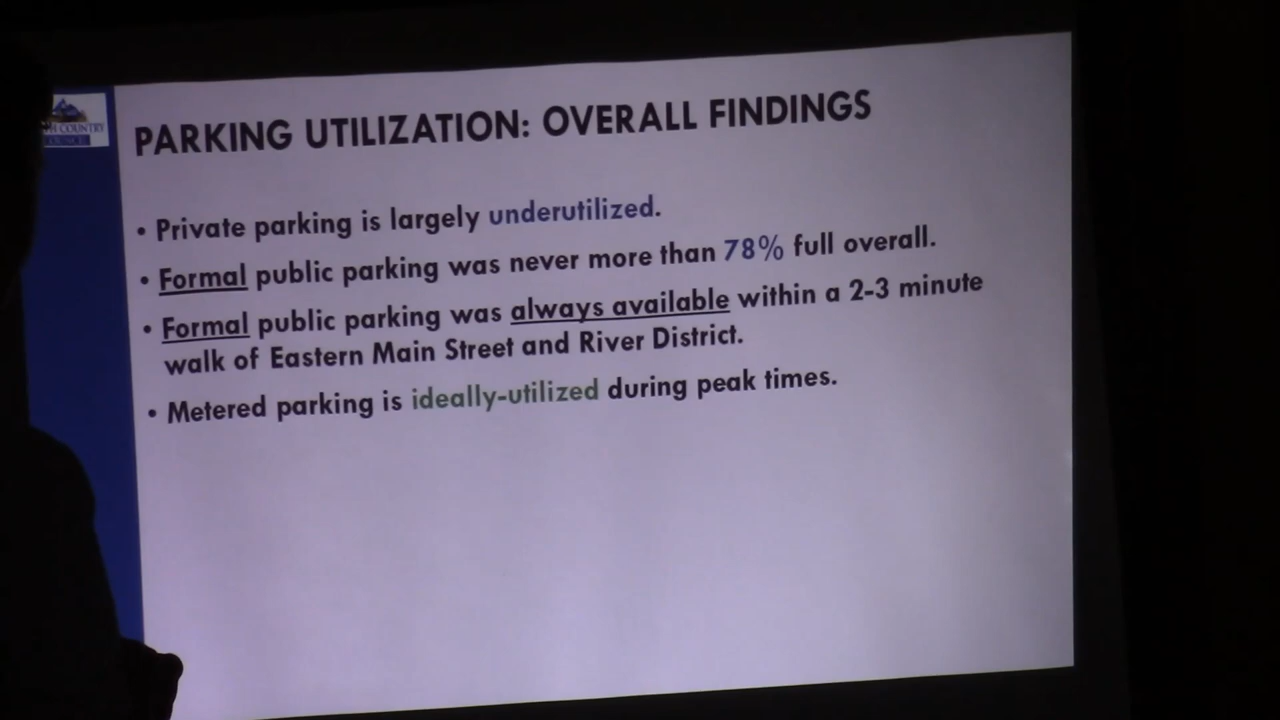 COUNTRY
PARKING UTILIZATION: OVERALL FINDINGS
• Private parking is largely underutilized.
• Formal public parking was never more than 78% full overall.
• Formal public parking was always available within a 2-3 minute
walk of Eastern Main Street and River District.
• Metered parking is ideally-utilized during peak times.